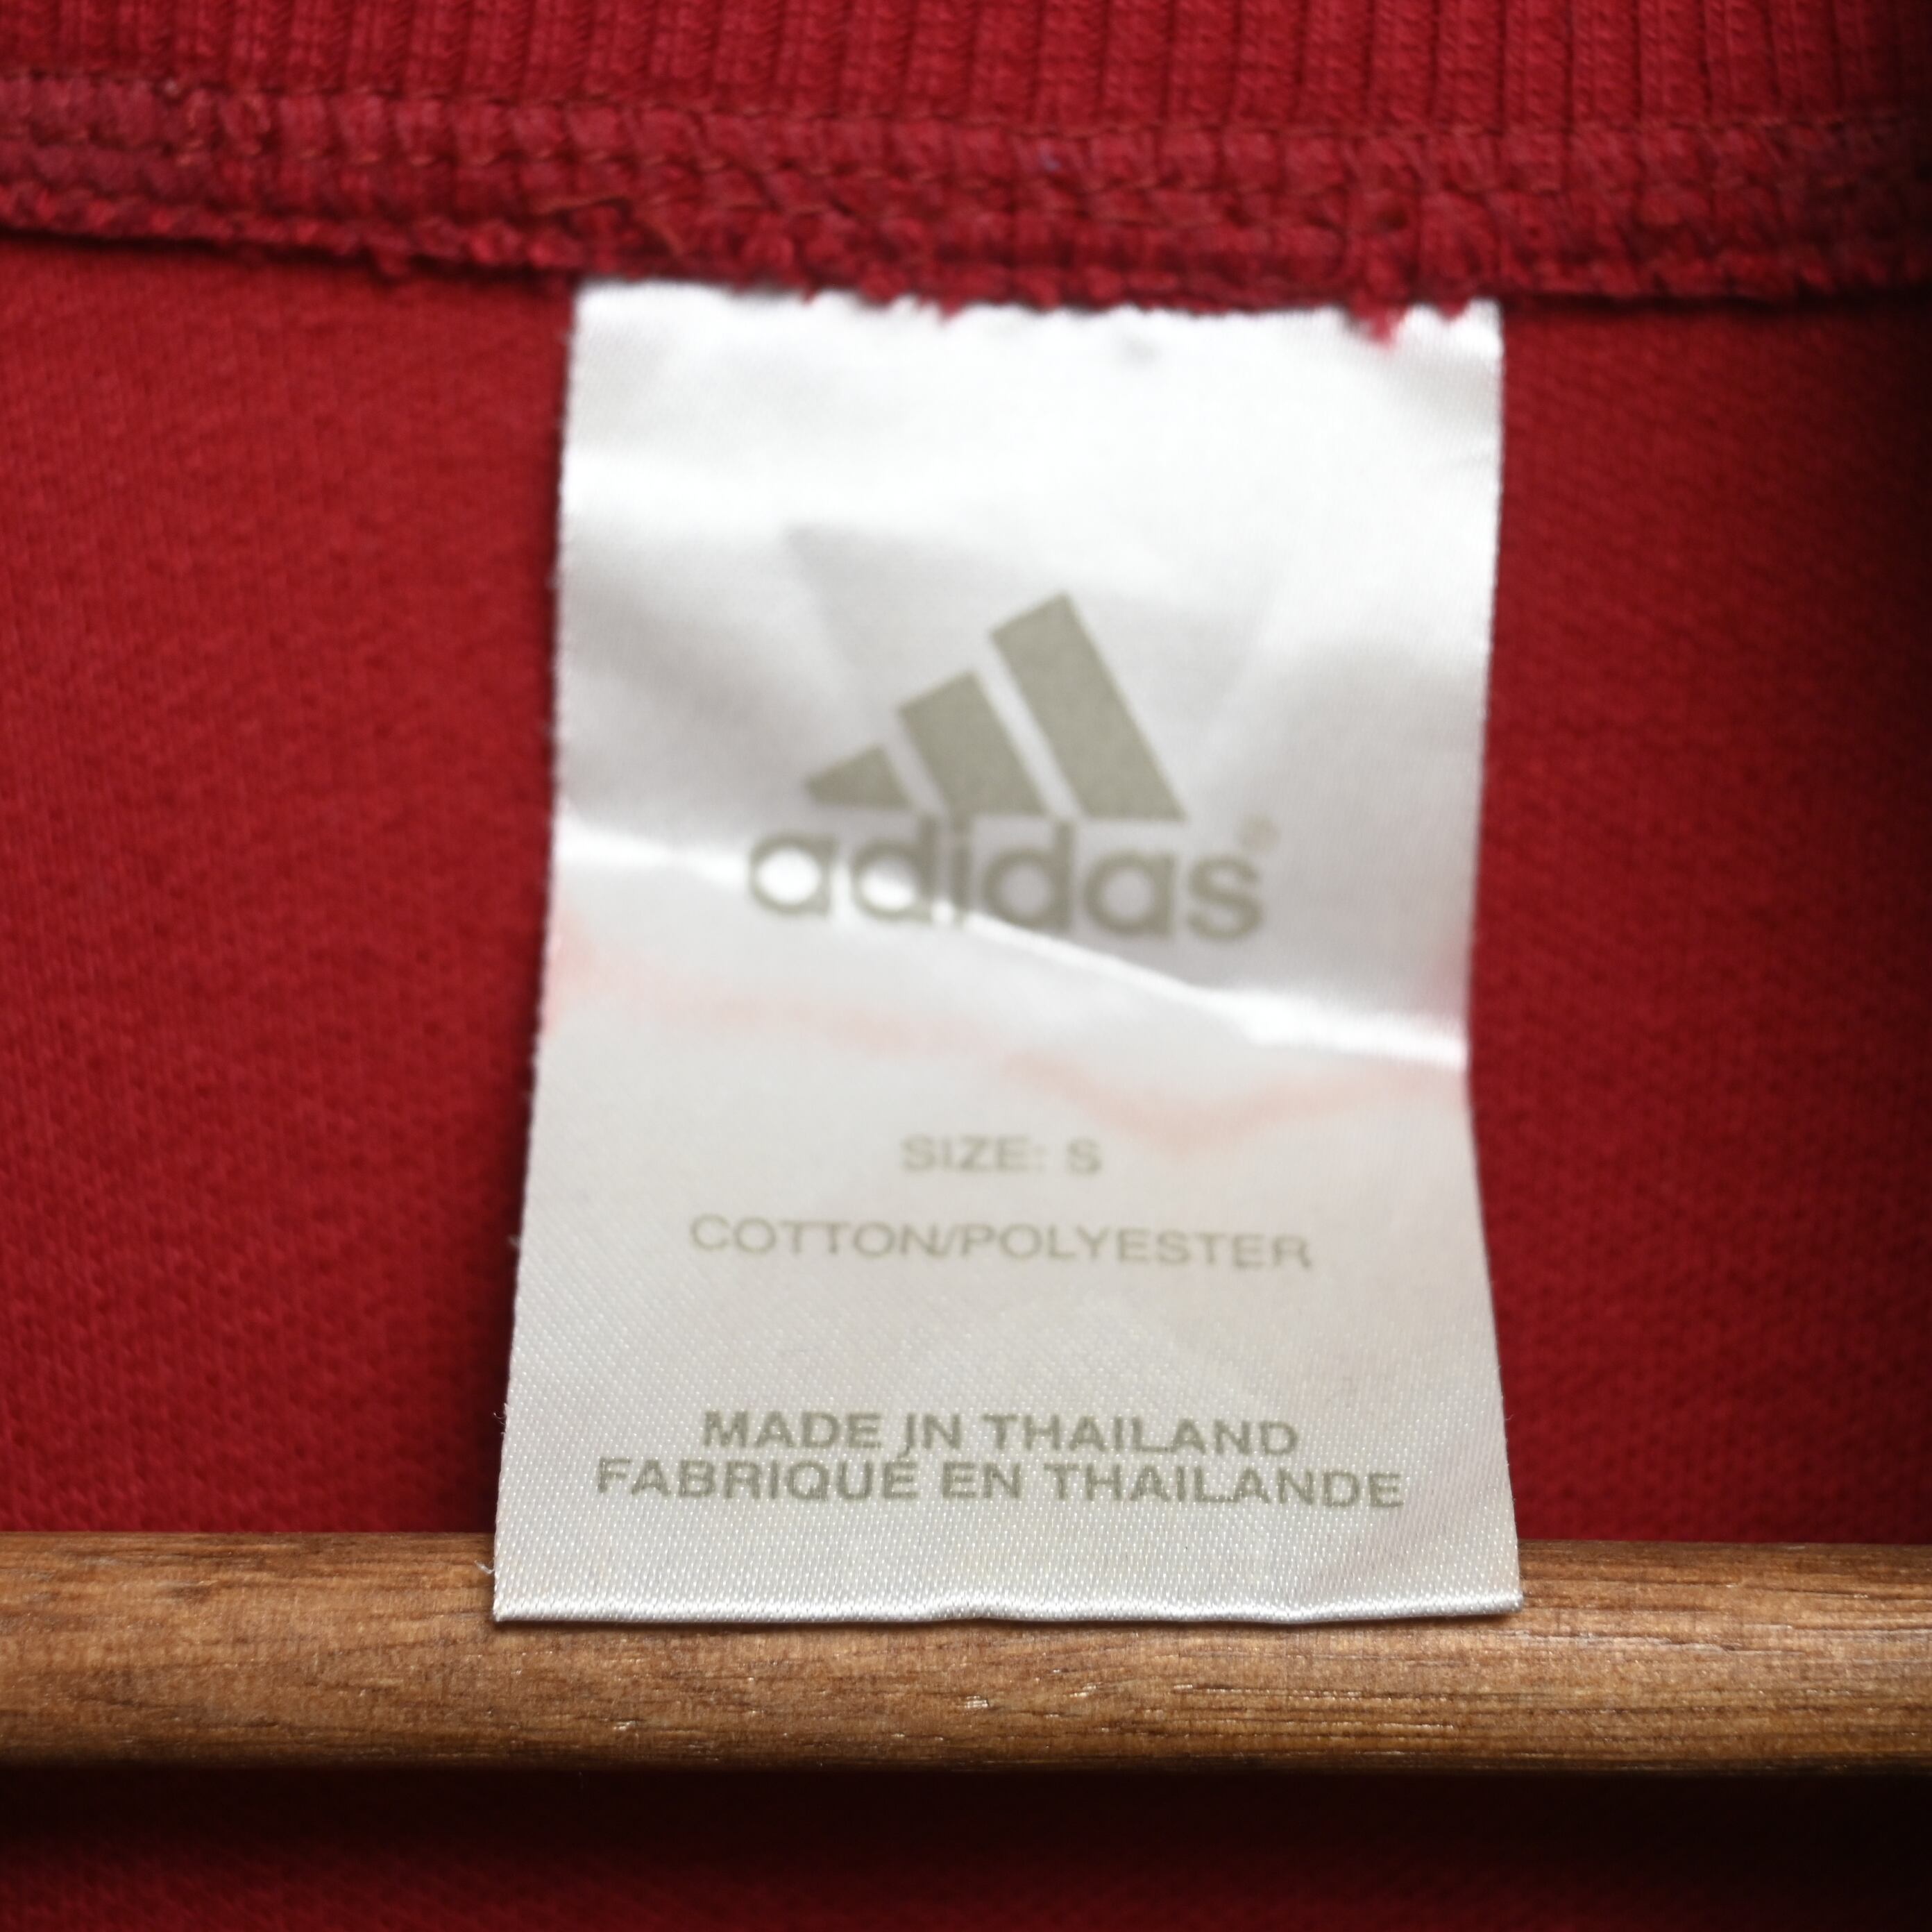 adidas®
SIZE: S
COTTON/POLYESTER
MADE IN THAILAND
FABRIQUÉ EN THAILANDE